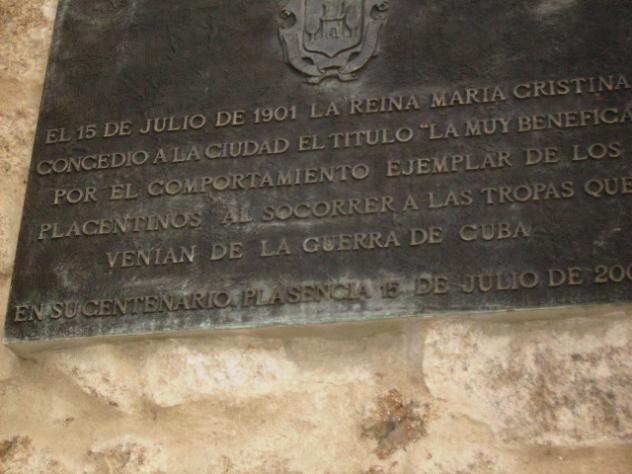 EL 15 DE JULIO DE 1901 LA REINA MARIA CRISTINA
CONCEDIO A LA CIUDAD EL TITULO "LA MUY BENEFICA
POR EL COMPORTAMIENTO EJEMPLAR DE LOS
PLACENTINOS AL SOCORRER A LAS TROPAS QUE
VENIAN DE LA GUERRA DE CUBA
EN SU CENTENARIO, PLASENCIA 15 DE JULIO DE 200